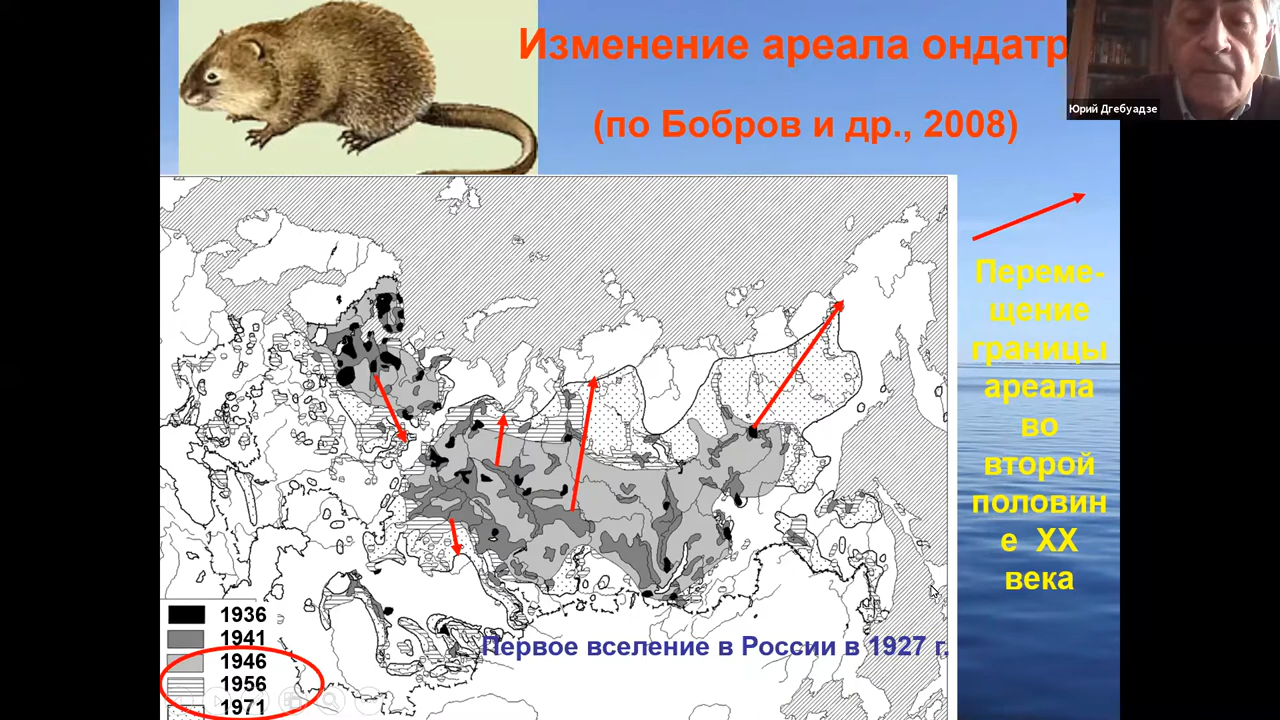 Изменение ареала ондатр
(по Бобров и др., 2008)
Юрий Дгебуадзе
Переме-
щение
границы
ареала
во
второй
половин
е XX
века
1936
1941
1946
1956
1971
Первое вселение в России в 1927 г.